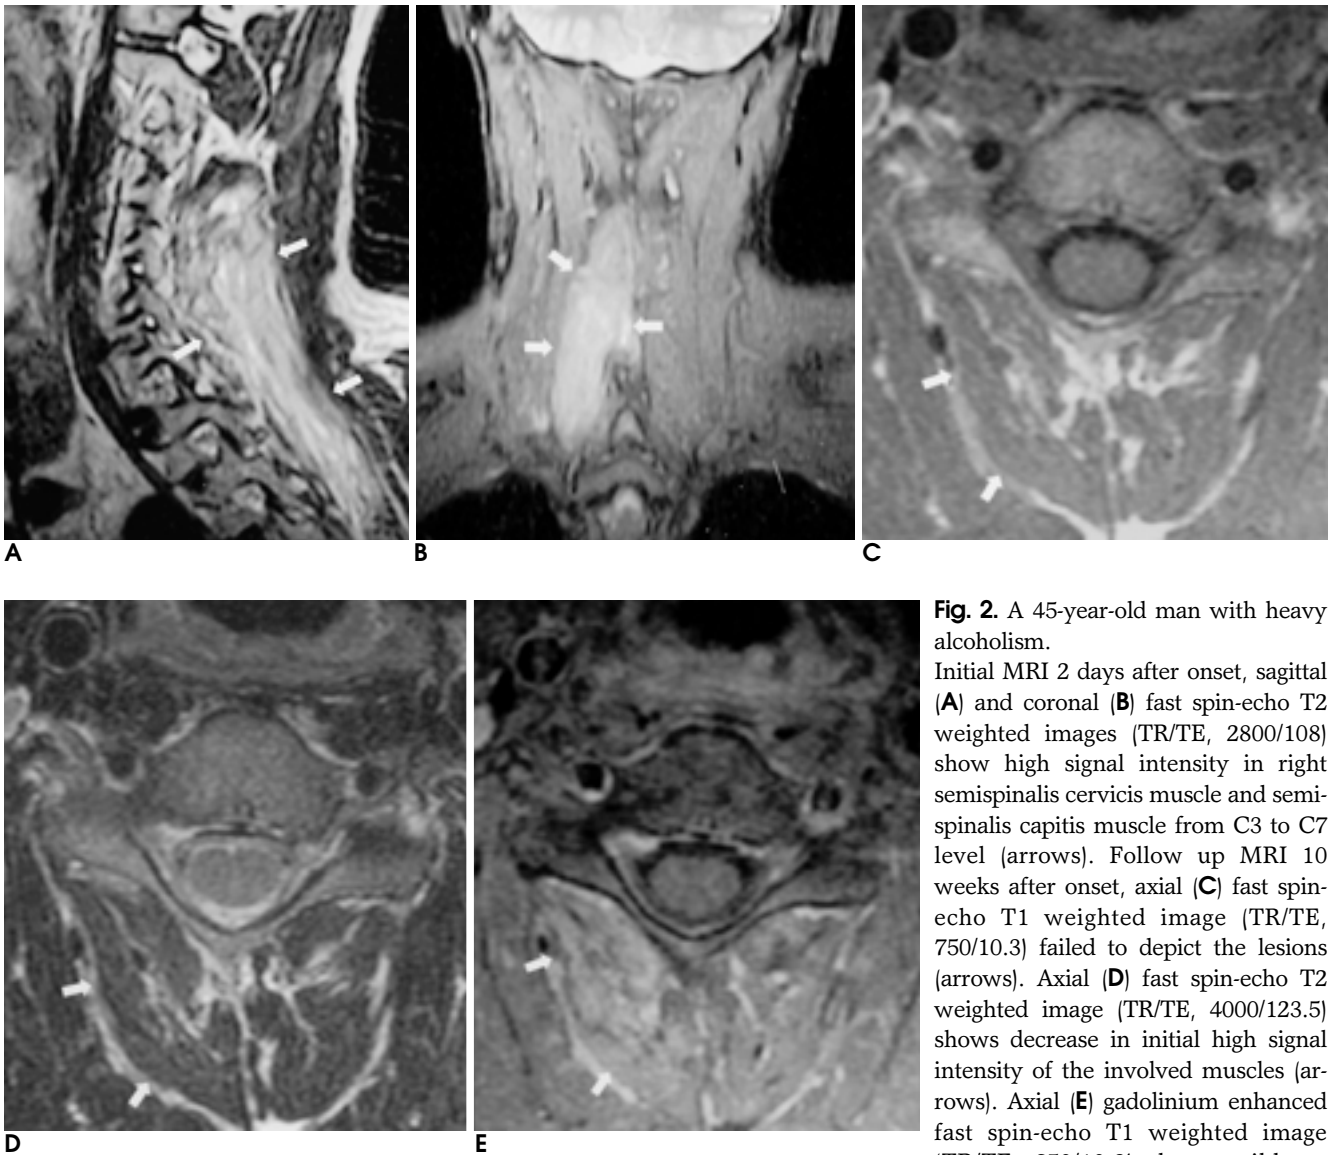 A
B
C
D
E
Fig. 2. A 45-year-old man with heavy
alcoholism.
Initial MRI 2 days after onset, sagittal
(A) and coronal (B) fast spin-echo T2
weighted images (TR/TE, 2800/108)
show high signal intensity in right
semispinalis cervicis muscle and semi-
spinalis capitis muscle from C3 to C7
level (arrows). Follow up MRI 10
weeks after onset, axial (C) fast spin-
echo T1 weighted image (TR/TE,
750/10.3) failed to depict the lesions
(arrows). Axial (D) fast spin-echo T2
weighted image (TR/TE, 4000/123.5)
shows decrease in initial high signal
intensity of the involved muscles (ar-
rows). Axial (E) gadolinium enhanced
fast spin-echo T1 weighted image